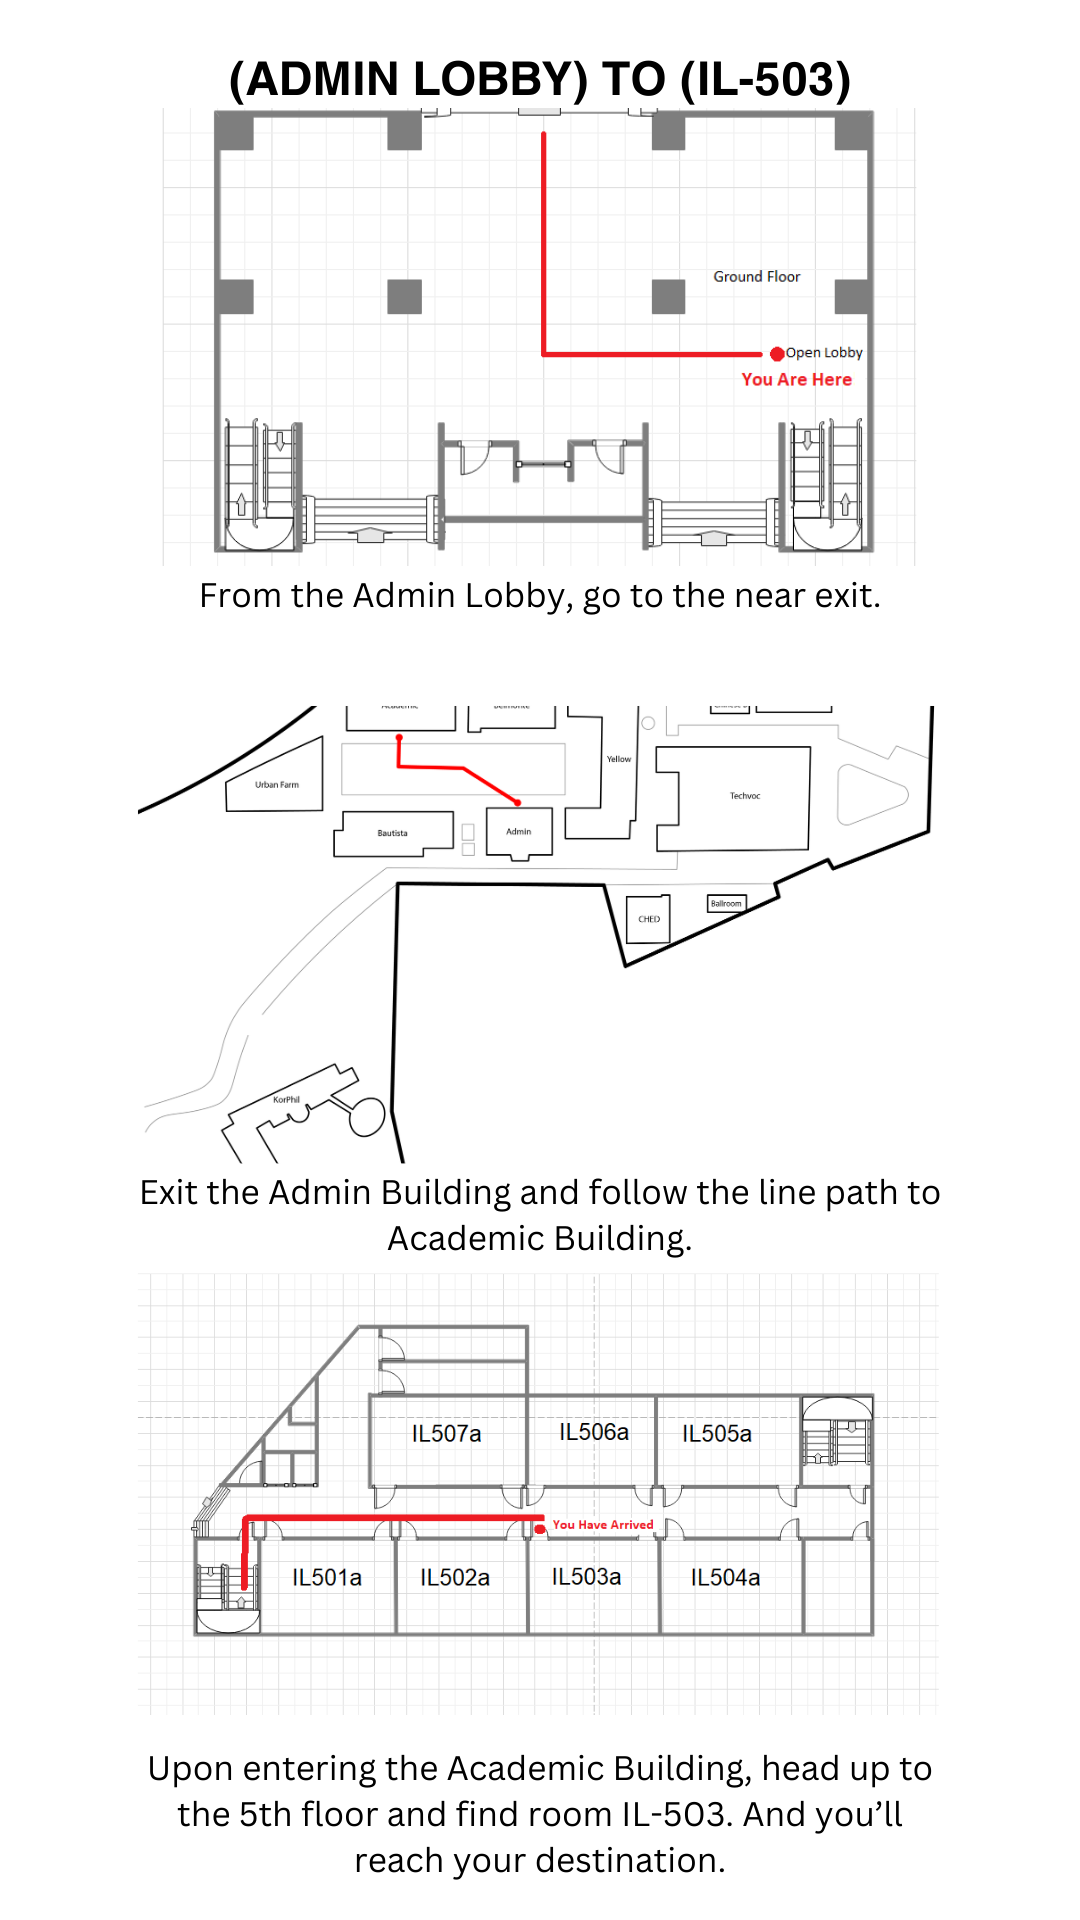 (ADMIN LOBBY) TO (IL-503)
Ground Floor
Open Lobby
You Are Here
From the Admin Lobby, go to the near exit.
Academic
Belmonte
Yellow
Urban Farm
Techvoc
Bautista
Admin
Ballroom
CHED
KorPhil
Exit the Admin Building and follow the line path to
Academic Building.
IL507a
IL506a
IL505a
You Have Arrived
IL501a
IL502a
IL503a
IL504a
Upon entering the Academic Building, head up to
the 5th floor and find room IL-503. And you’ll
reach your destination.